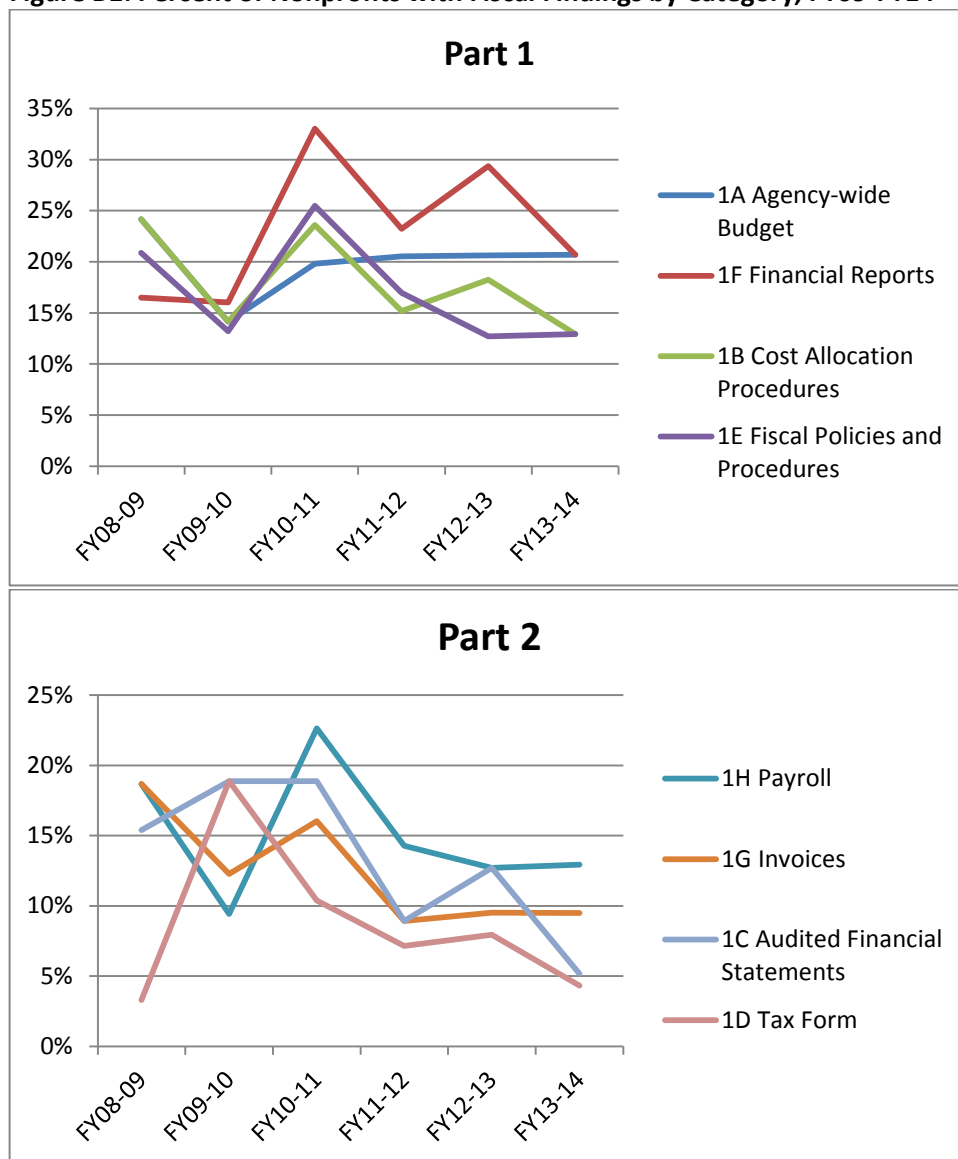 Part 1
35%
30%
25%
20%
15%
10%
5%
0%
FY08-09
FY09-10
FY10-11
FY11-12
FY12-13
FY13-14
1A Agency-wide
Budget
1F Financial Reports
1B Cost Allocation
Procedures
1E Fiscal Policies and
Procedures
Part 2
25%
20%
15%
10%
5%
0%
FY08-09
FY09-10
FY10-11
FY11-12
FY12-13
FY13-14
1H Payroll
1G Invoices
1C Audited Financial
Statements
1D Tax Form